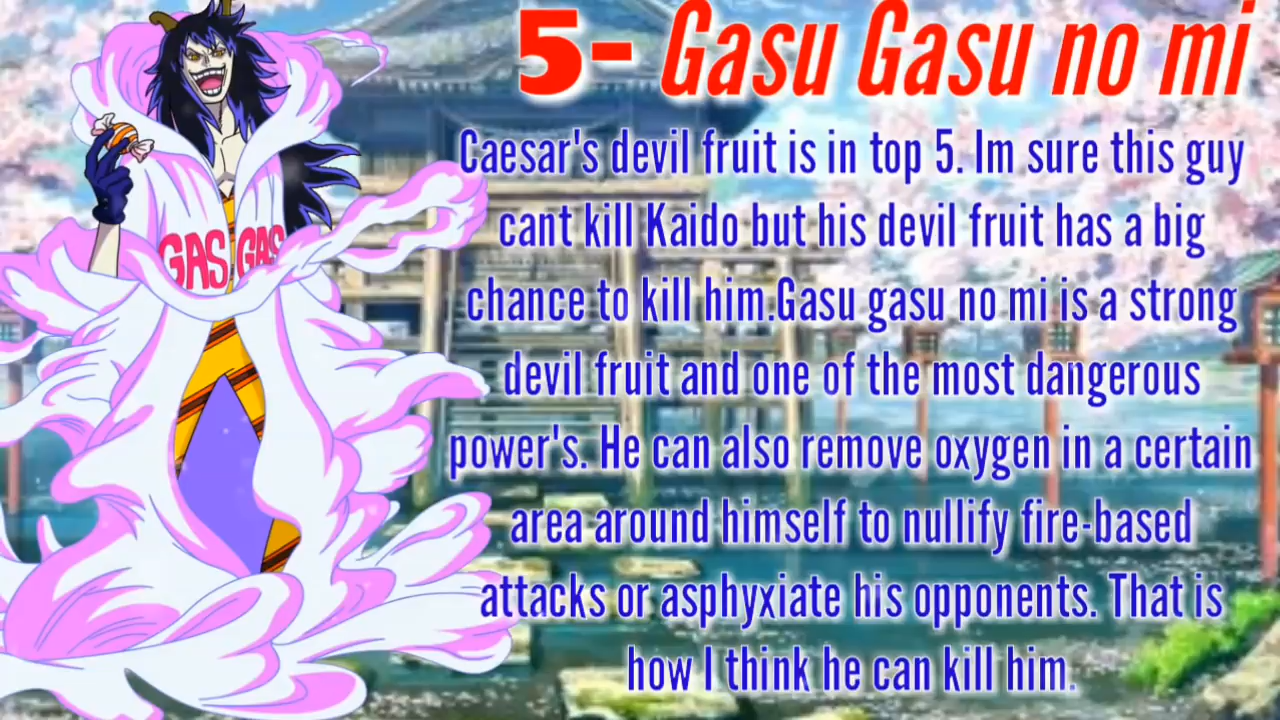 5- Gasu Gasu no mi
Caesar's devil fruit is in top 5. Im sure this guy
cant kill Kaido but his devil fruit has a big
chance to kill him.Gasu gasu no mi is a strong
devil fruit and one of the most dangerous
power's. He can also remove oxygen in a certain
area around himself to nullify fire-based
attacks or asphyxiate his opponents. That is
how I think he can kill him.
GAS GAS